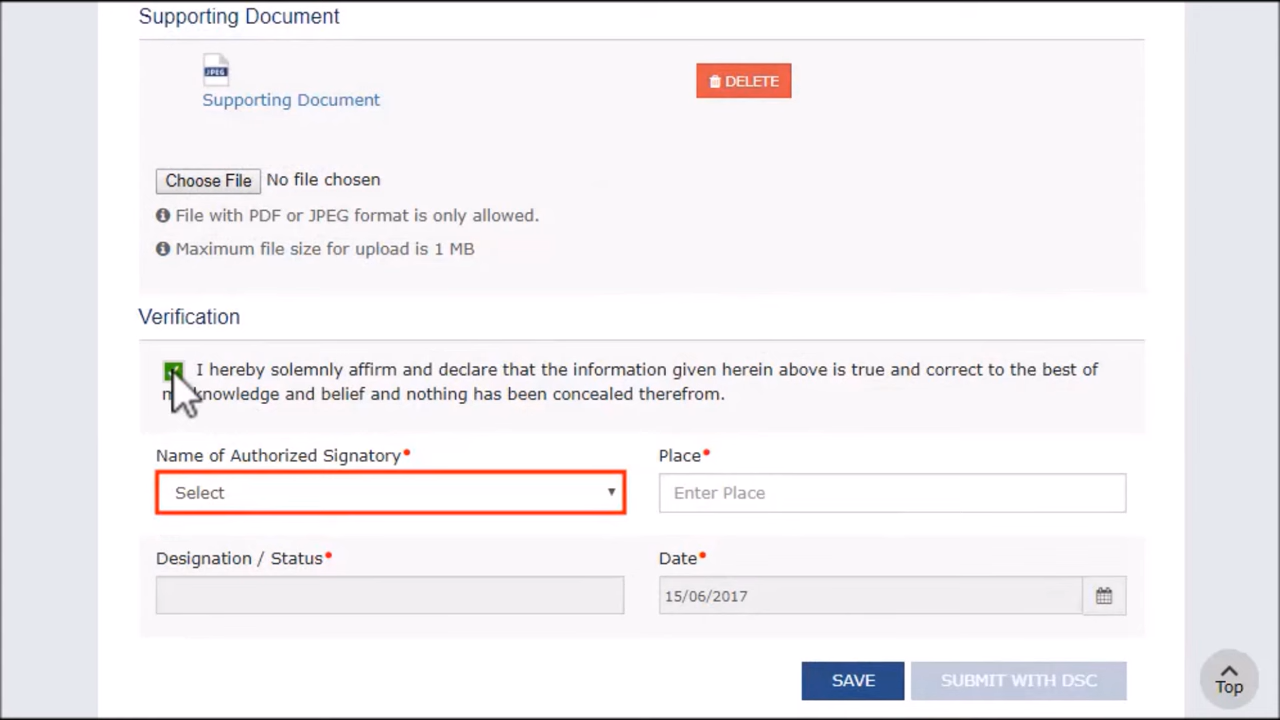 Supporting Document
JPEG
Supporting Document
DELETE
Choose File No file chosen
File with PDF or JPEG format is only allowed.
Maximum file size for upload is 1 MB
Verification
I hereby solemnly affirm and declare that the information given herein above is true and correct to the best of
knowledge and belief and nothing has been concealed therefrom.
Name of Authorized Signatory• Place•
Select Enter Place
Designation / Status• Date•
15/06/2017
SAVE SUBMIT WITH DSC
Top